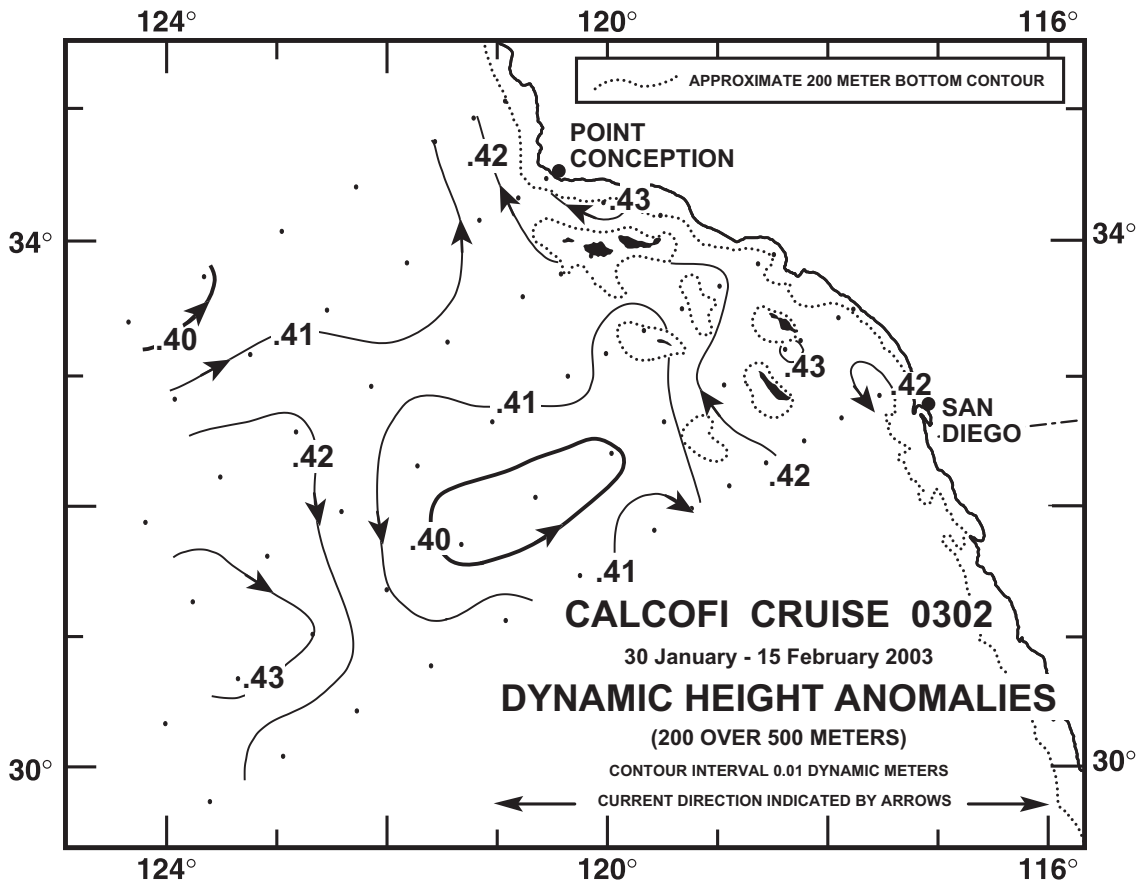 124° 120° 116°
APPROXIMATE 200 METER BOTTOM CONTOUR
POINT
CONCEPTION
.42
.43
34° 34°
.40
.41
.43
.42
.41
SAN
DIEGO
.42
.42
.40
.41
CALCOFI CRUISE 0302
30 January - 15 February 2003
.43
DYNAMIC HEIGHT ANOMALIES
(200 OVER 500 METERS)
30° 30°
CONTOUR INTERVAL 0.01 DYNAMIC METERS
CURRENT DIRECTION INDICATED BY ARROWS
124° 120° 116°